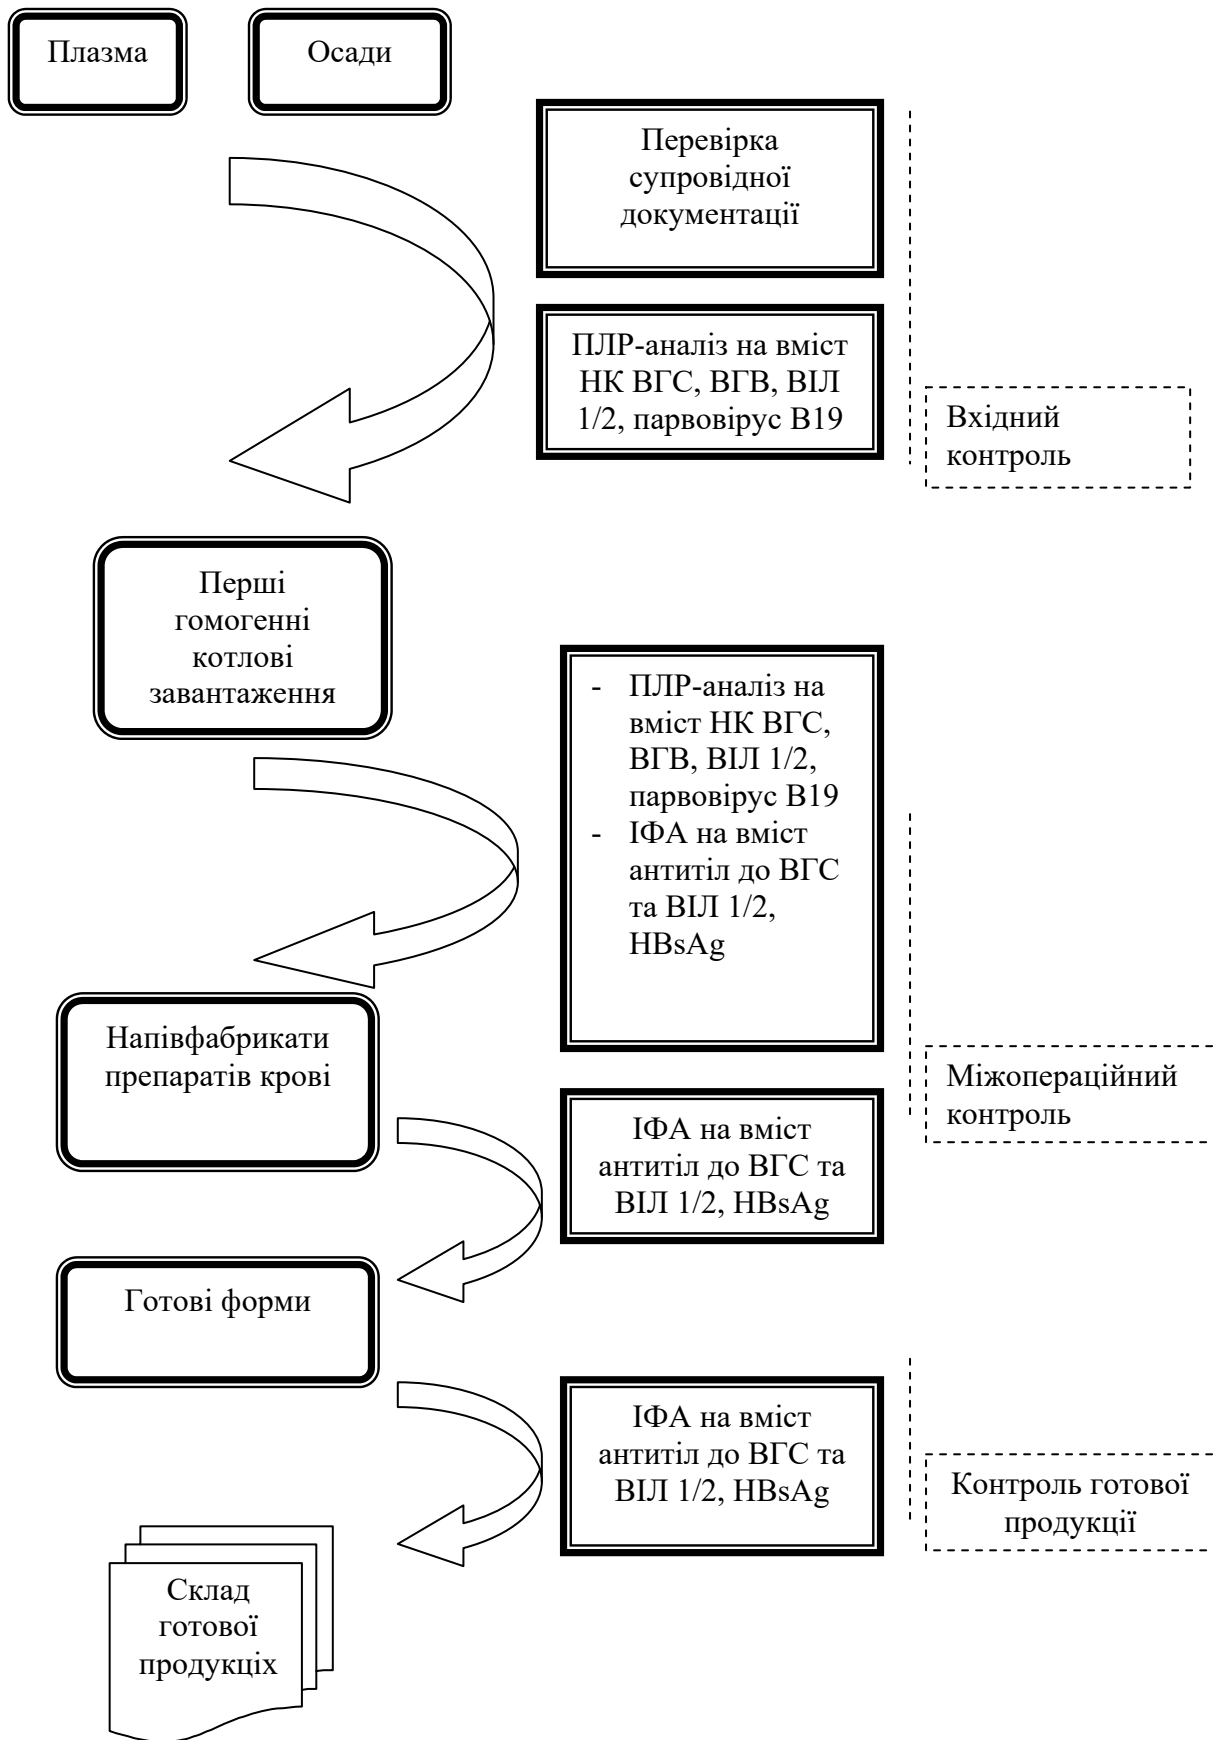 Плазма
Осади
Перевірка
супровідної
документації
ПЛР-аналіз на вміст
НК ВГС, ВГВ, ВІЛ
1/2, парвовірус В19
Вхідний
контроль
Перші
гомогенні
котлові
завантаження
- ПЛР-аналіз на
вміст НК ВГС,
ВГВ, ВІЛ 1/2,
парвовірус В19
- ІФА на вміст
антитіл до ВГС
та ВІЛ 1/2,
HBsAg
Напівфабрикати
препаратів крові
Міжопераційний
контроль
ІФА на вміст
антитіл до ВГС та
ВІЛ 1/2, HBsAg
Готові форми
ІФА на вміст
антитіл до ВГС та
ВІЛ 1/2, HBsAg
Контроль готової
продукції
Склад
готової
продукціх